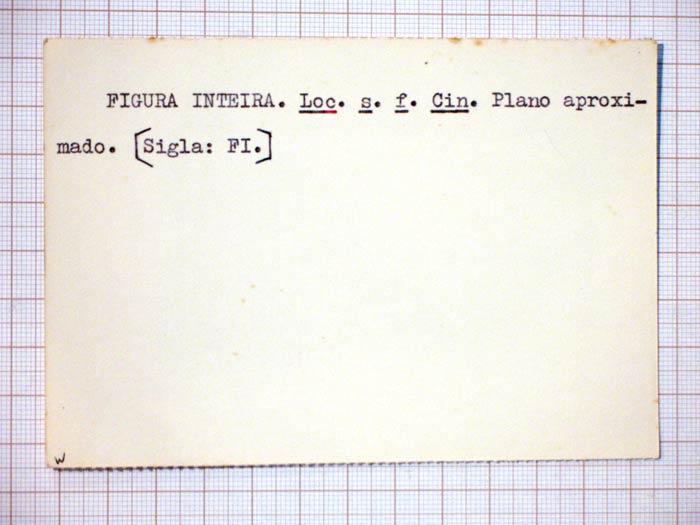 FIGURA INTEIRA. Loc. s. f. Cin. Plano aproxi-
mado. [Sigla: FI.]
w